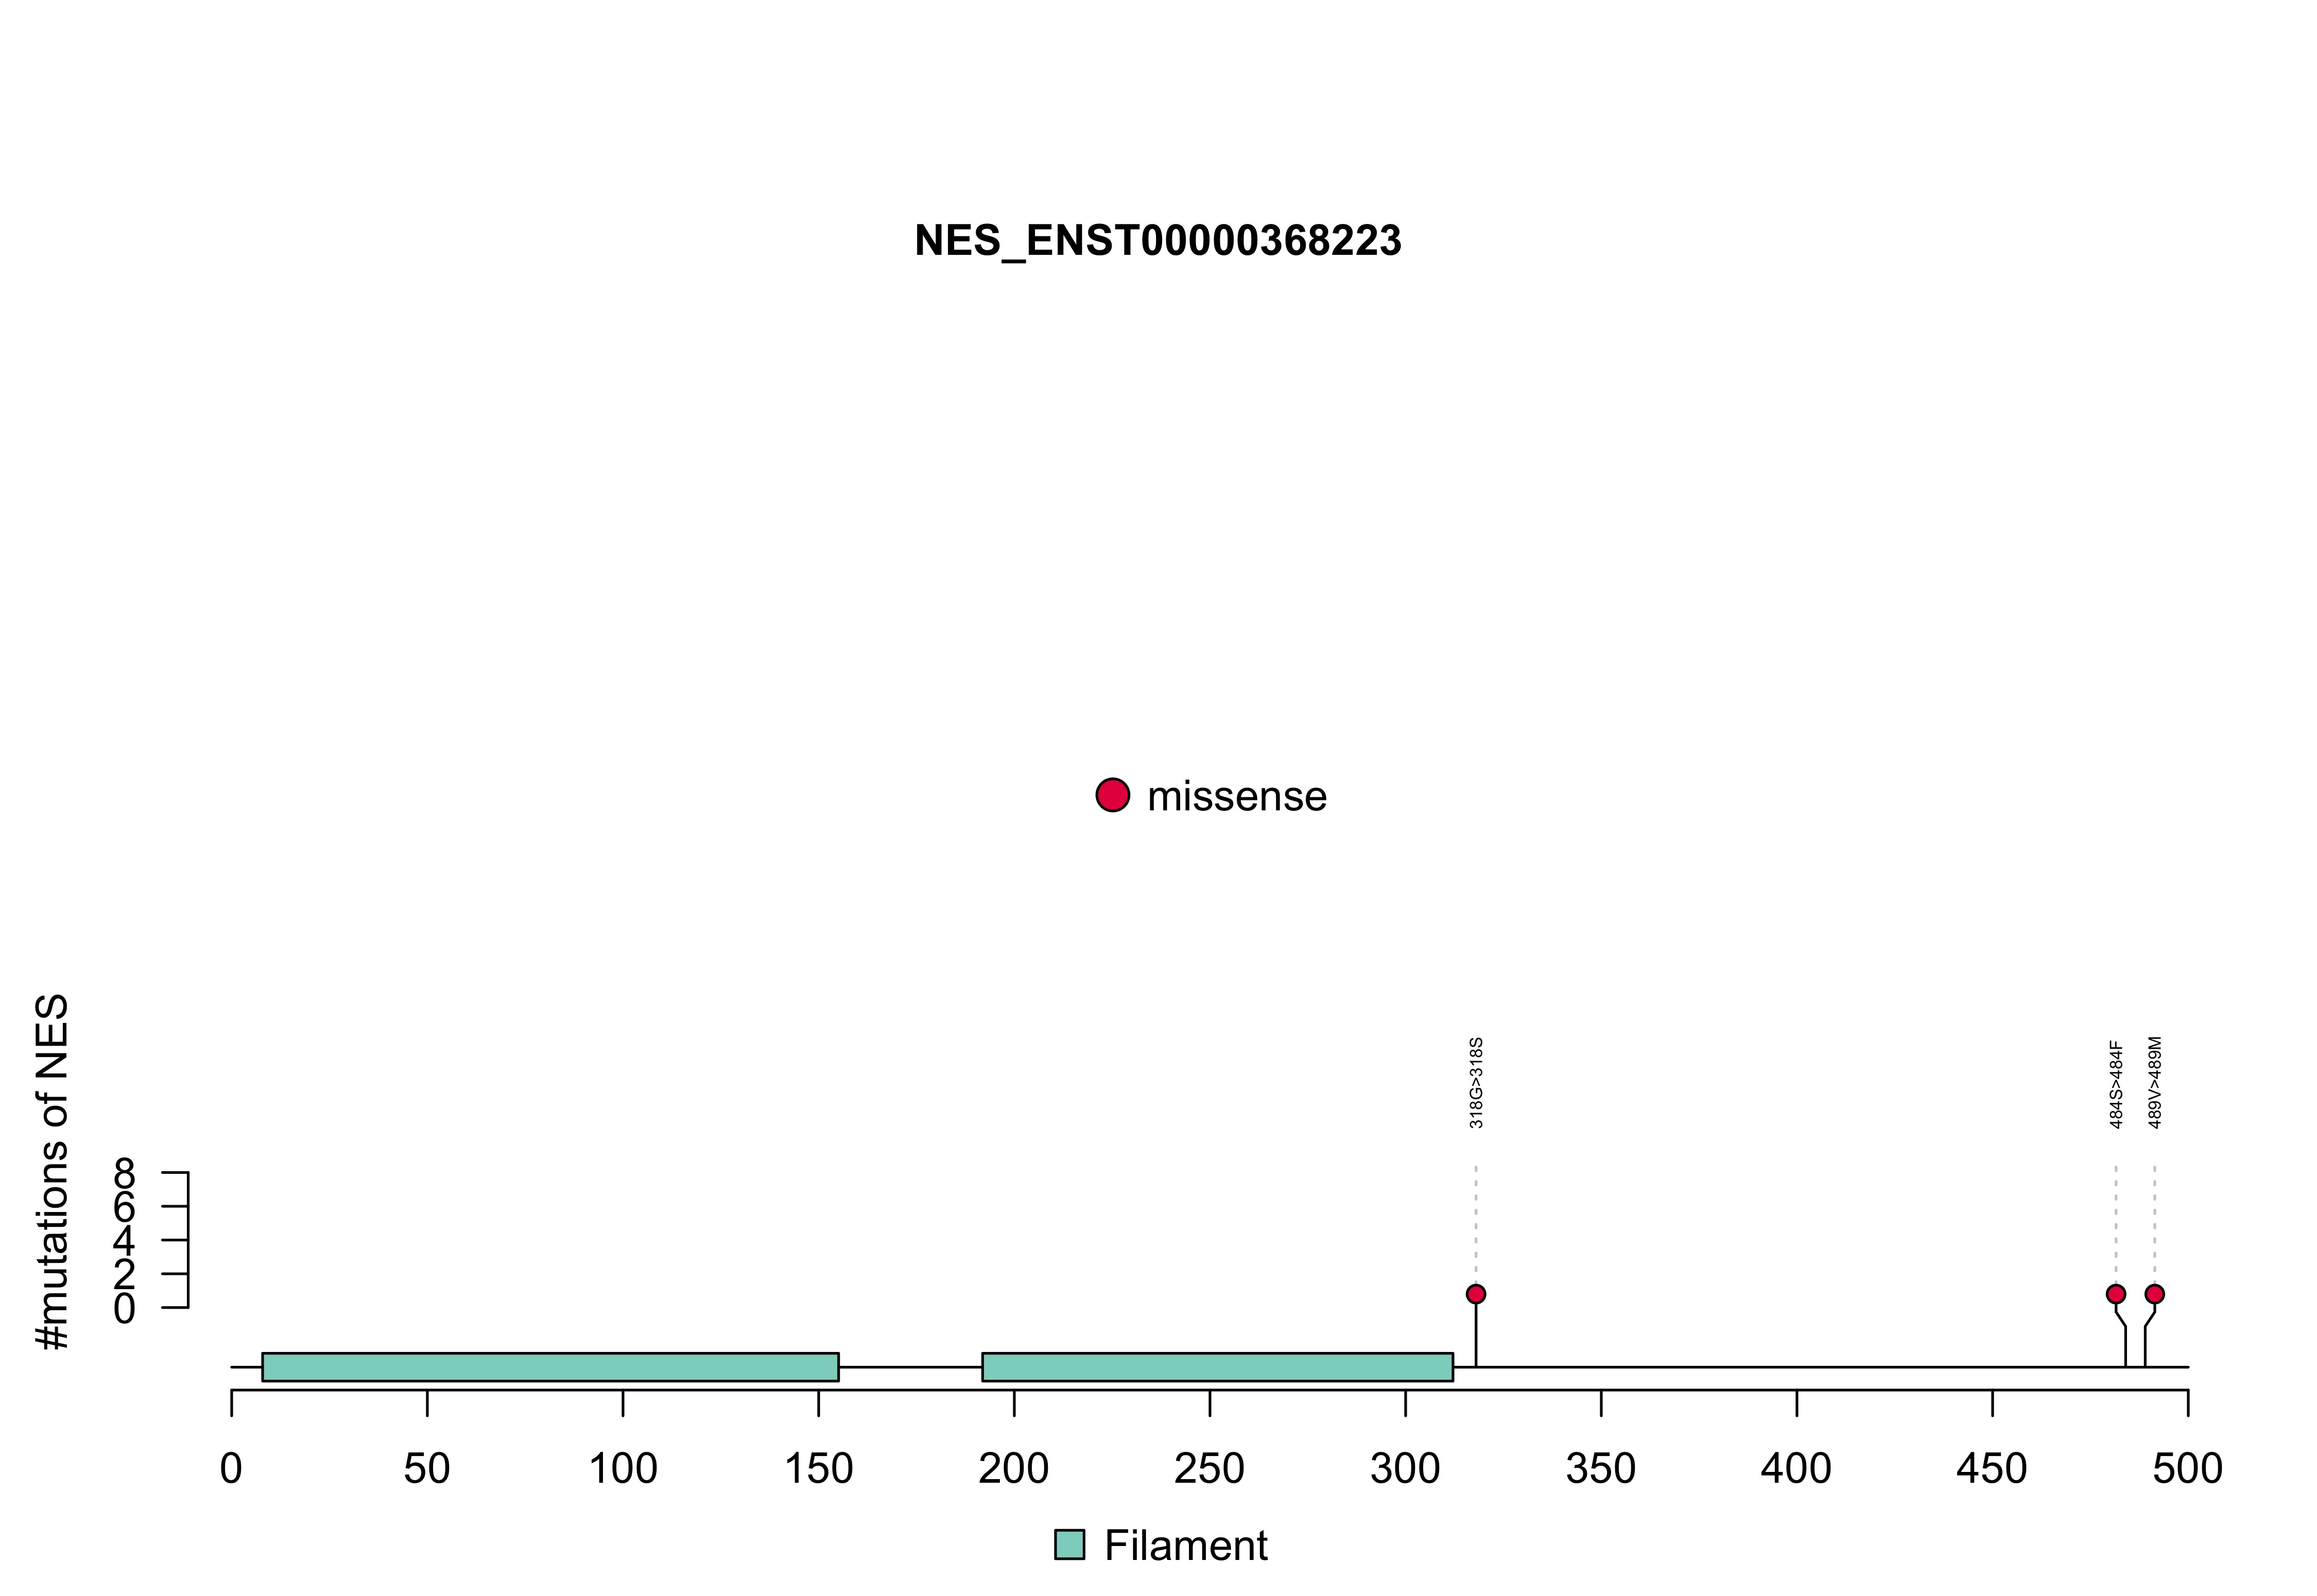 NES_ENST00000368223
missense
#mutations of NES
318G>318S
484S>484F
489V>489M
8
6
4
2
0
0 50 100 150 200 250 300 350 400 450 500
Filament